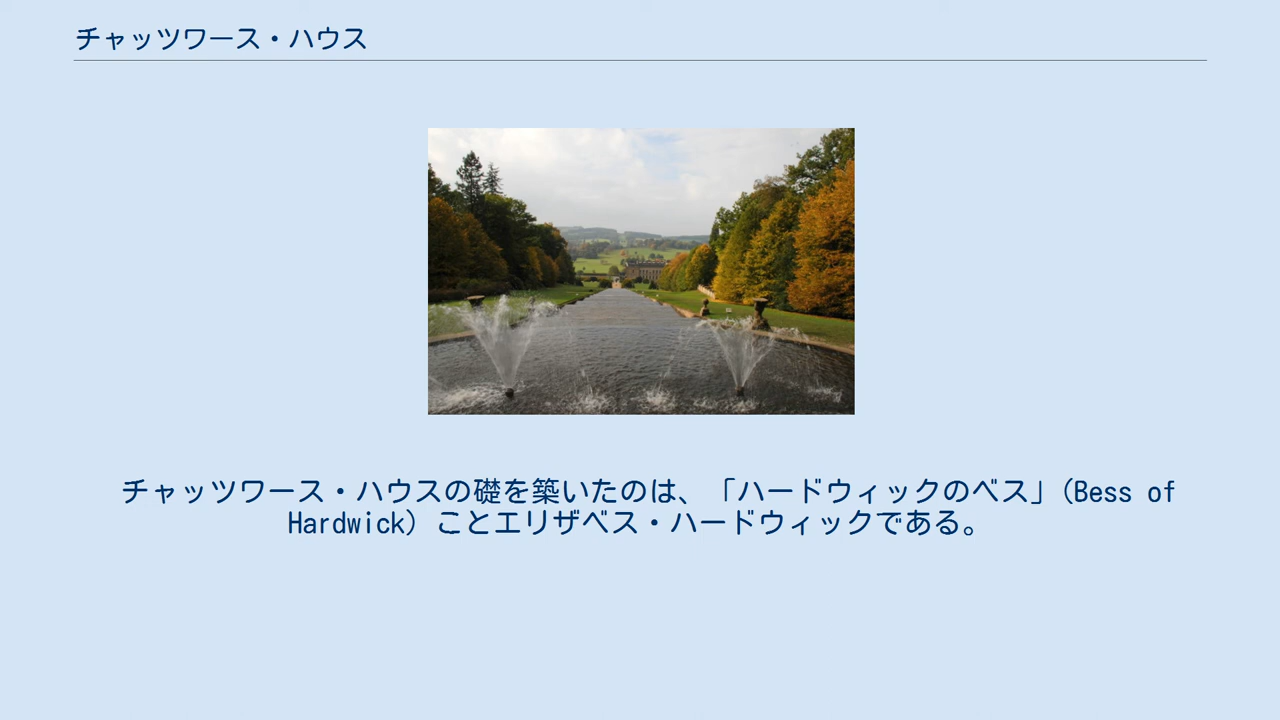 チャッツワース・ハウス
チャッツワース・ハウスの礎を築いたのは、「ハードウィックのベス」(Bess of
Hardwick) ことエリザベス・ハードウィックである。